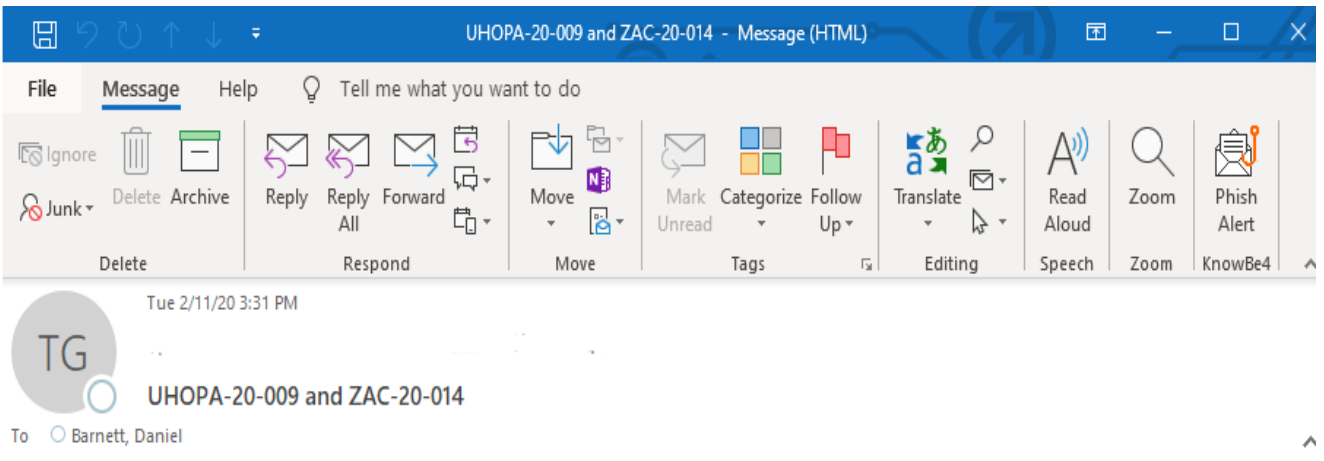 UHOPA-20-009 and ZAC-20-014 - Message (HTML)
File Message Help Tell me what you want to do
Ignore Delete Archive Reply Reply All Forward Move Mark Unread Categorize Follow Up Translate Read Aloud Zoom Phish Alert
Junk
Delete Respond Move Tags Editing Speech Zoom KnowBe4
Tue 2/11/20 3:31 PM
TG
UHOPA-20-009 and ZAC-20-014
To Barnett, Daniel